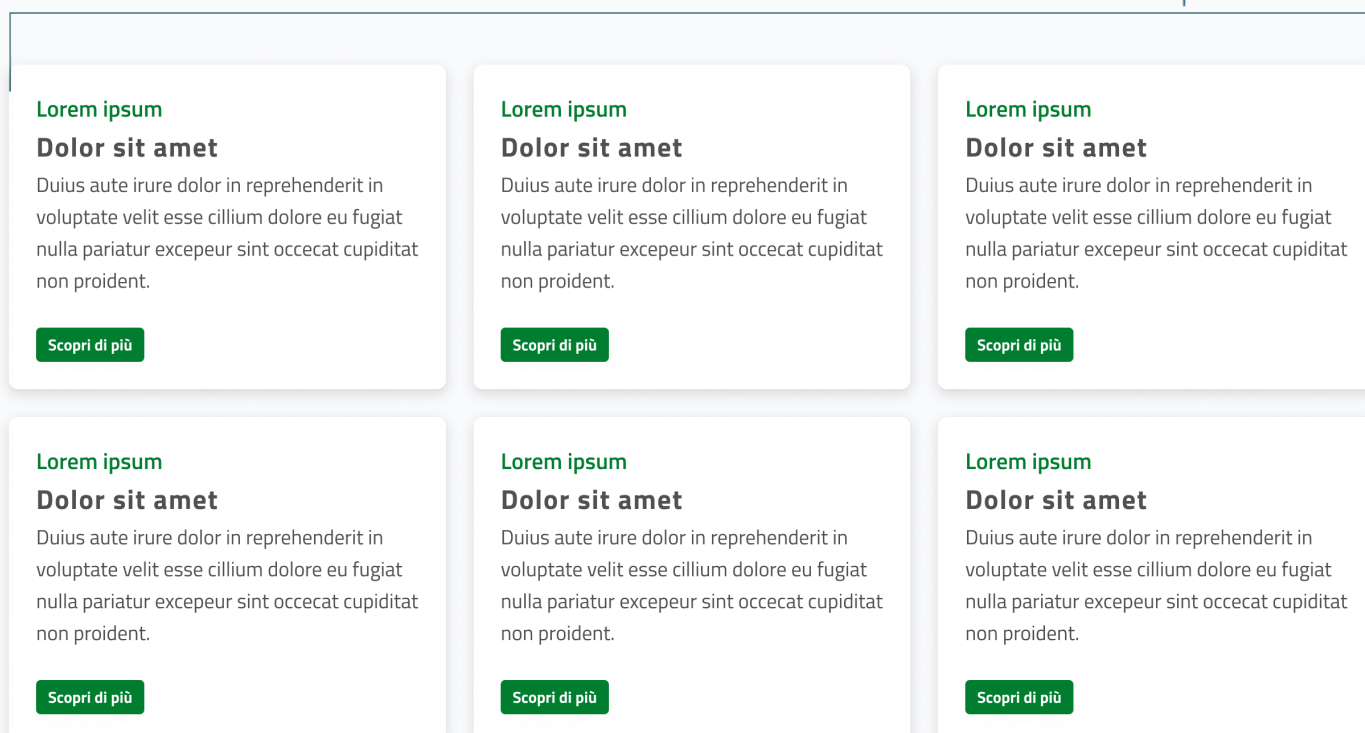 Lorem ipsum
Dolor sit amet
Duius aute irure dolor in reprehenderit in
voluptate velit esse cillium dolore eu fugiat
nulla pariatur excepeur sint occecat cupiditat
non proident.
Scopri di più
Lorem ipsum
Dolor sit amet
Duius aute irure dolor in reprehenderit in
voluptate velit esse cillium dolore eu fugiat
nulla pariatur excepeur sint occecat cupiditat
non proident.
Scopri di più
Lorem ipsum
Dolor sit amet
Duius aute irure dolor in reprehenderit in
voluptate velit esse cillium dolore eu fugiat
nulla pariatur excepeur sint occecat cupiditat
non proident.
Scopri di più
Lorem ipsum
Dolor sit amet
Duius aute irure dolor in reprehenderit in
voluptate velit esse cillium dolore eu fugiat
nulla pariatur excepeur sint occecat cupiditat
non proident.
Scopri di più
Lorem ipsum
Dolor sit amet
Duius aute irure dolor in reprehenderit in
voluptate velit esse cillium dolore eu fugiat
nulla pariatur excepeur sint occecat cupiditat
non proident.
Scopri di più
Lorem ipsum
Dolor sit amet
Duius aute irure dolor in reprehenderit in
voluptate velit esse cillium dolore eu fugiat
nulla pariatur excepeur sint occecat cupiditat
non proident.
Scopri di più